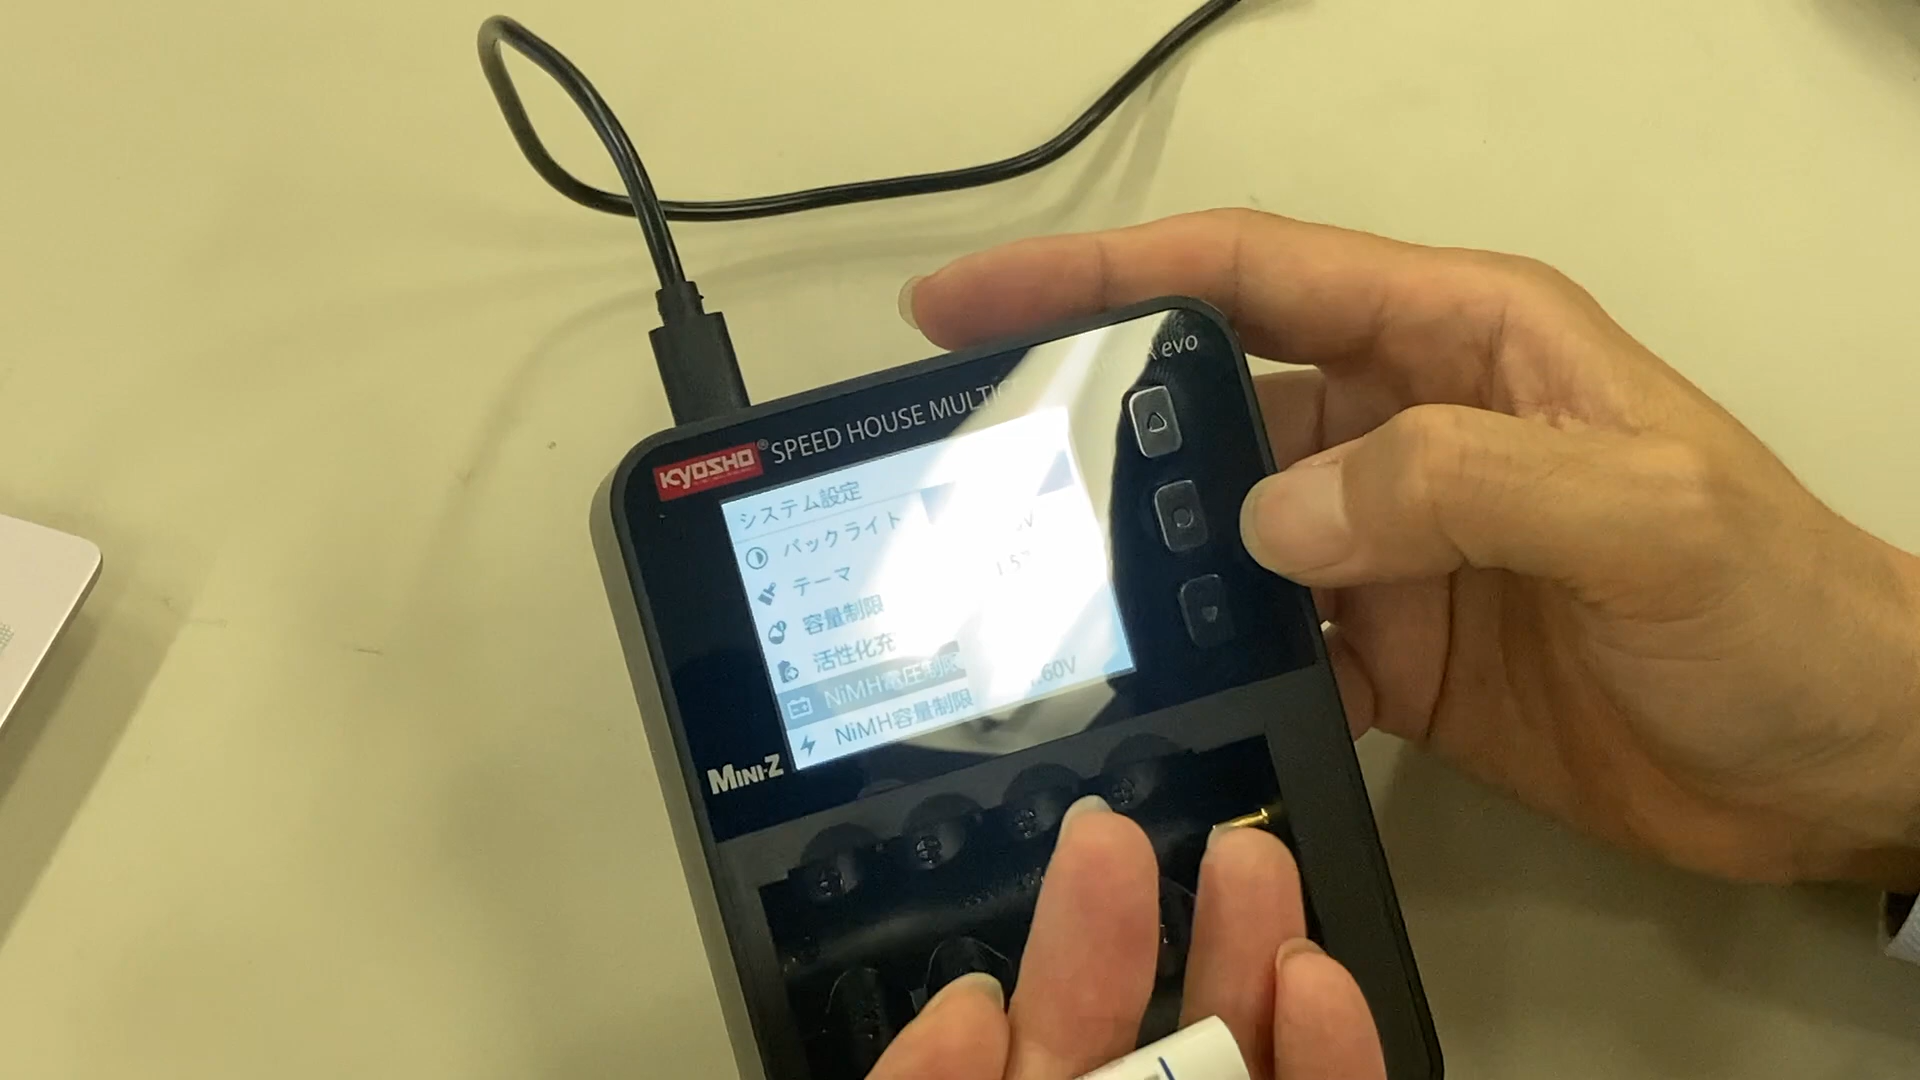 KYOSHO® SPEED HOUSE MULTI
evo
システム設定
バックライト
テーマ
容量制限
活性化充
NiMH電圧制限
NiMH容量制限
.60V
MINI-Z